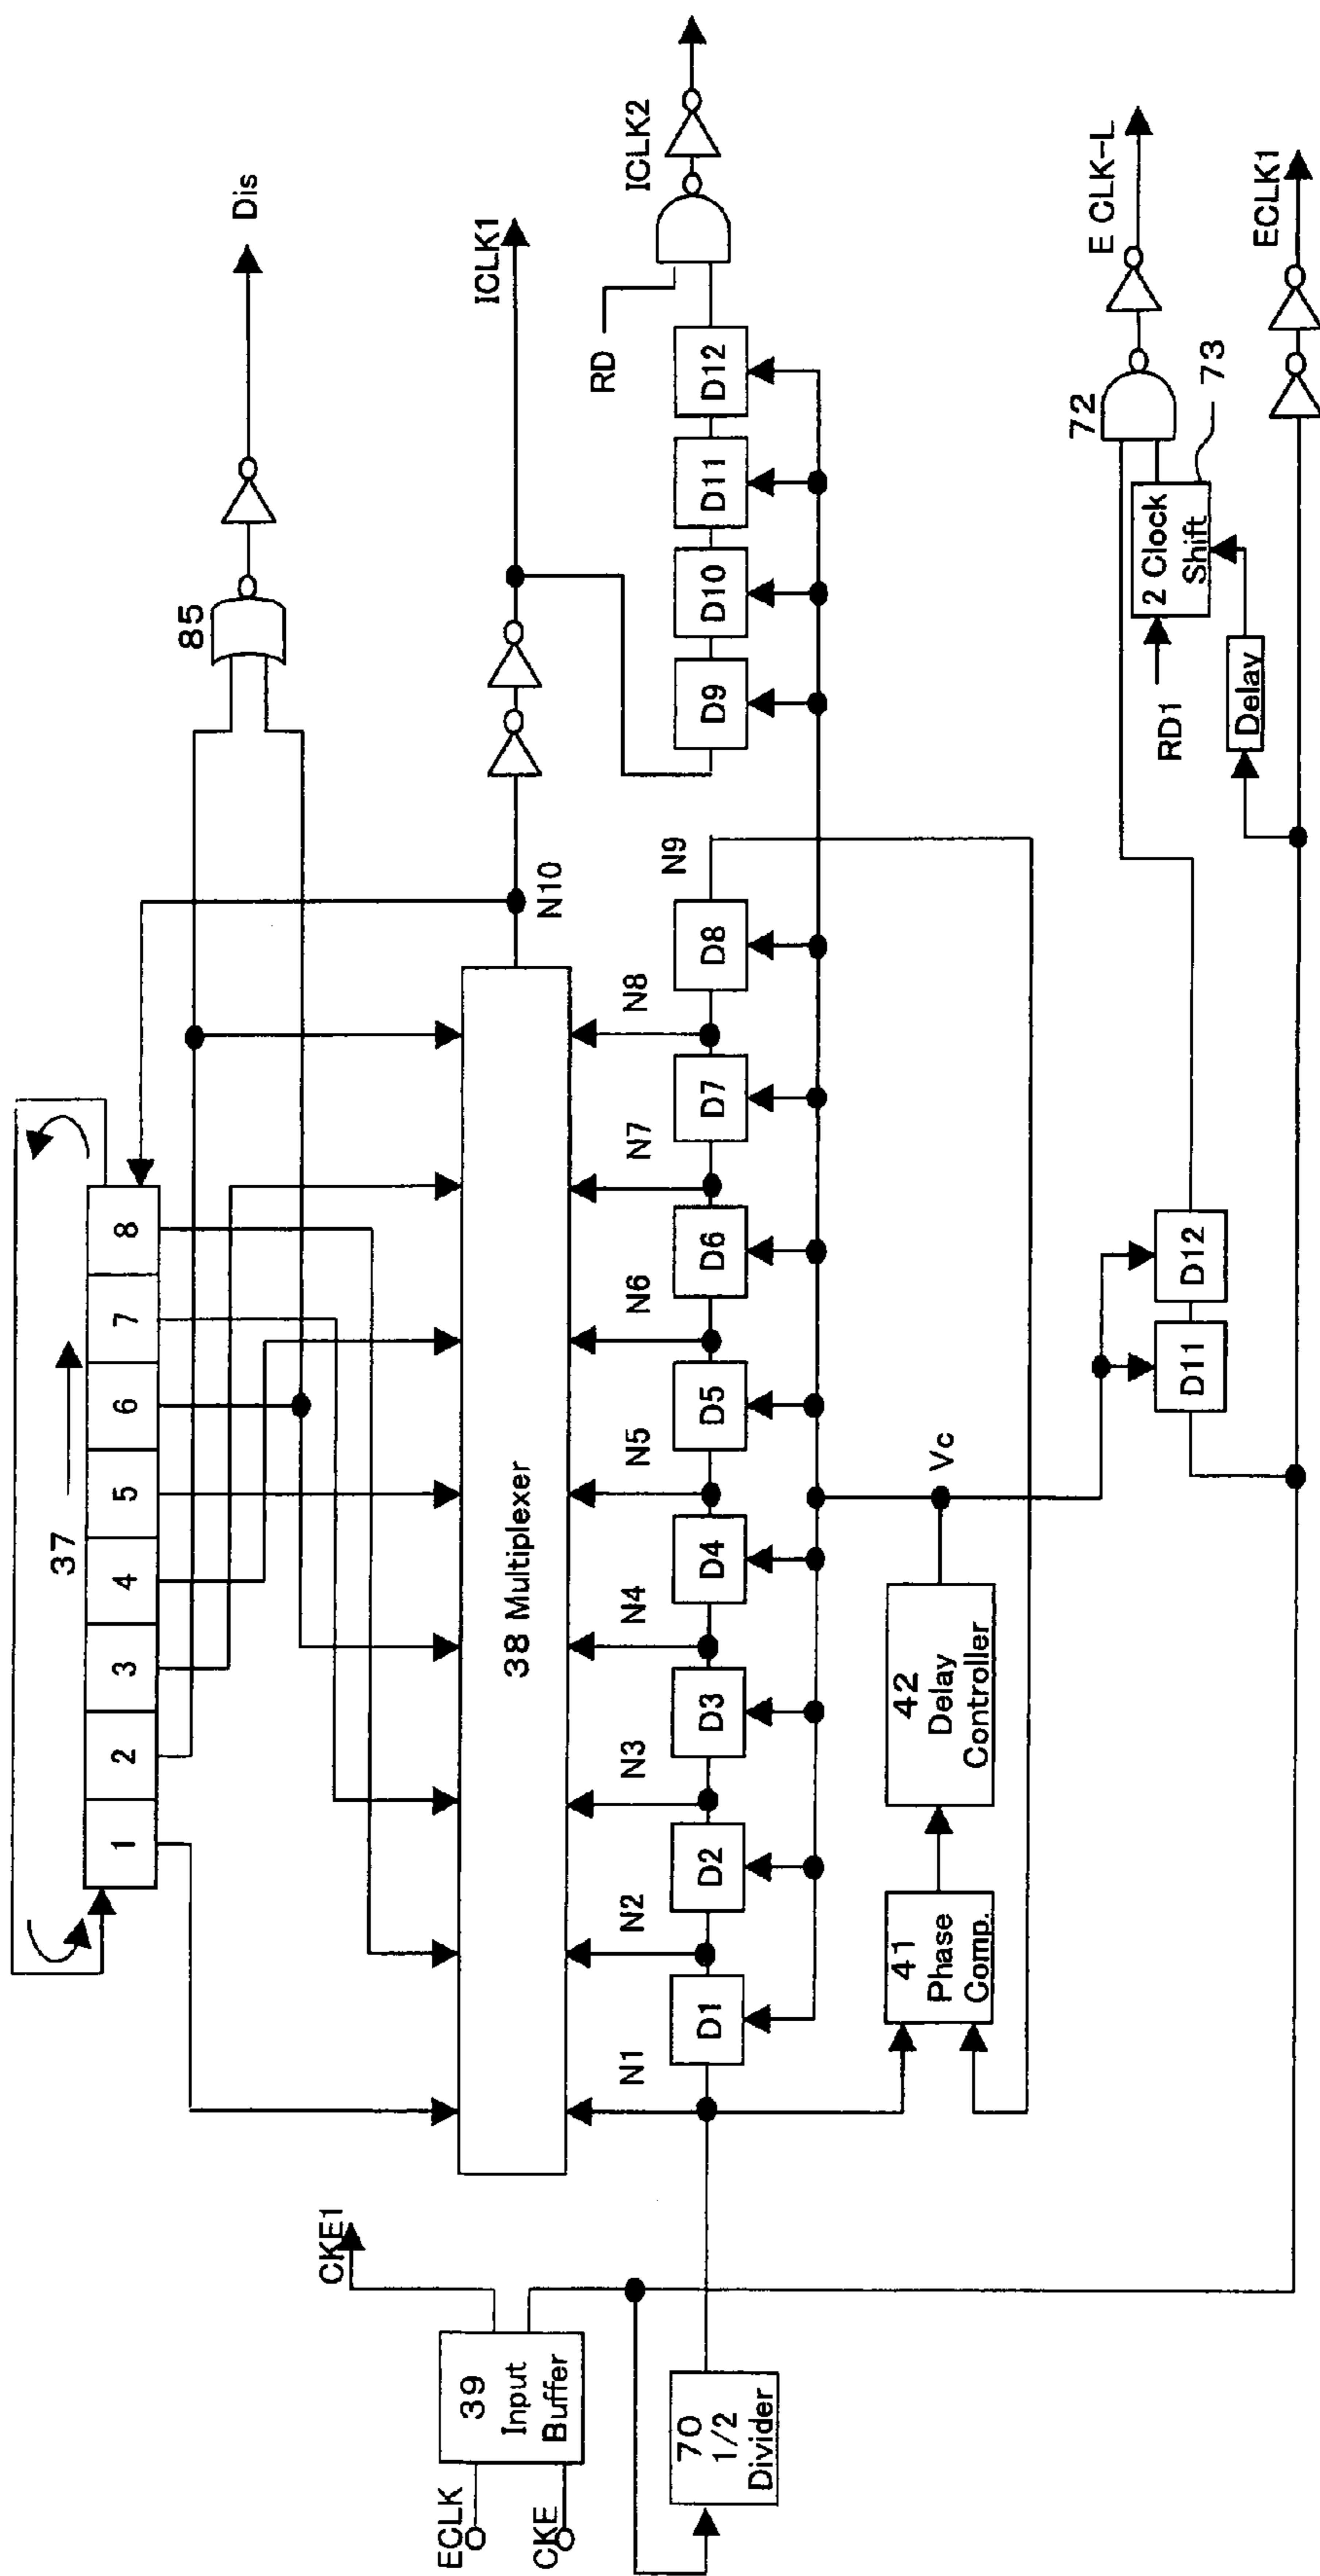 37
1
2
3
4
5
6
7
8
85
Dis
38 Multiplexer
N10
ICLK1
CKE1
ECLK
CKE
39
Input
Buffer
70
1/2
Divider
N1
N2
N3
N4
N5
N6
N7
N8
N9
D1
D2
D3
D4
D5
D6
D7
D8
D9
D10
D11
D12
RD
ICLK2
41
Phase
Comp.
42
Delay
Controller
Vc
D11
D12
RD1
2 Clock
Shift
73
Delay
72
E CLK-L
ECLK1